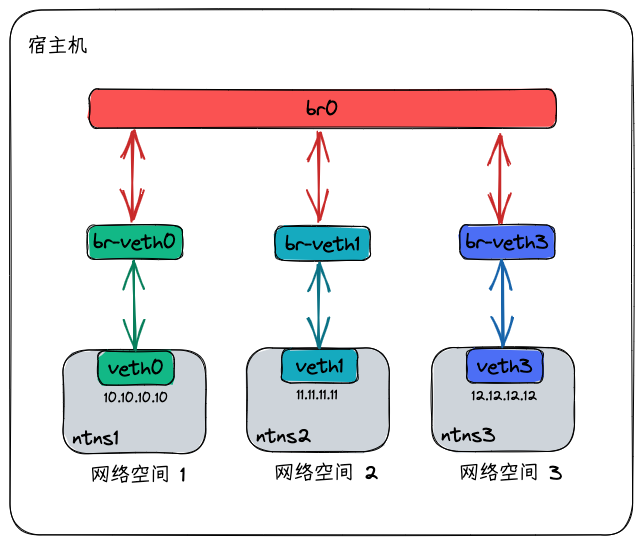 宿主机
br0
br-veth0
br-veth1
br-veth3
veth0
veth1
veth3
10.10.10.10
11.11.11.11
12.12.12.12
ntns1
ntns2
ntns3
网络空间 1
网络空间 2
网络空间 3